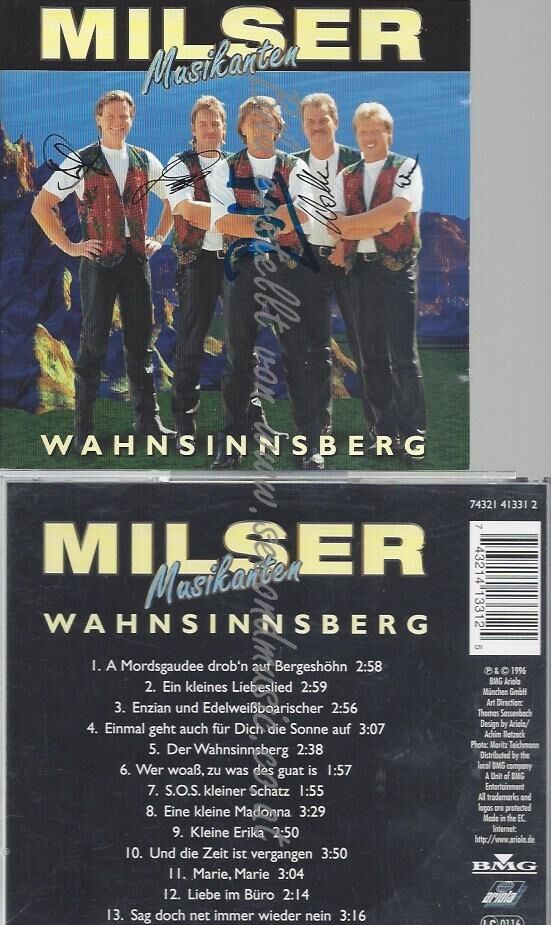 MILSER
Musikanten
WAHNSINNSBERG
MILSER
Musikanten
WAHNSINNSBERG
1. A Mordsgaudee drob'n auf Bergeshöhn 2:58
2. Ein kleines Liebeslied 2:59
3. Enzian und Edelweißboarischer 2:56
4. Einmal geht auch für Dich die Sonne auf 3:07
5. Der Wahnsinnsberg 2:38
6. Wer woaß, zu was des guat is 1:57
7. S.O.S. kleiner Schatz 1:55
8. Eine kleine Madonna 3:29
9. Kleine Erika 2:50
10. Und die Zeit ist vergangen 3:50
11. Marie, Marie 3:04
12. Liebe im Büro 2:14
13. Sag doch net immer wieder nein 3:16
74321 41331 2
7 43214 13312 5
℗ & © 1996
BMG Ariola
München GmbH
Art Direction:
Thomas Sassenbach
Design by Ariola/
Achim Natzeck
Photo: Moritz Teichmann
Distributed by the
local BMG company
A Unit of BMG
Entertainment
All trademarks and
logos are protected
Made in the EC.
Internet:
http://www.ariola.de
BMG
ariola
LC 0116